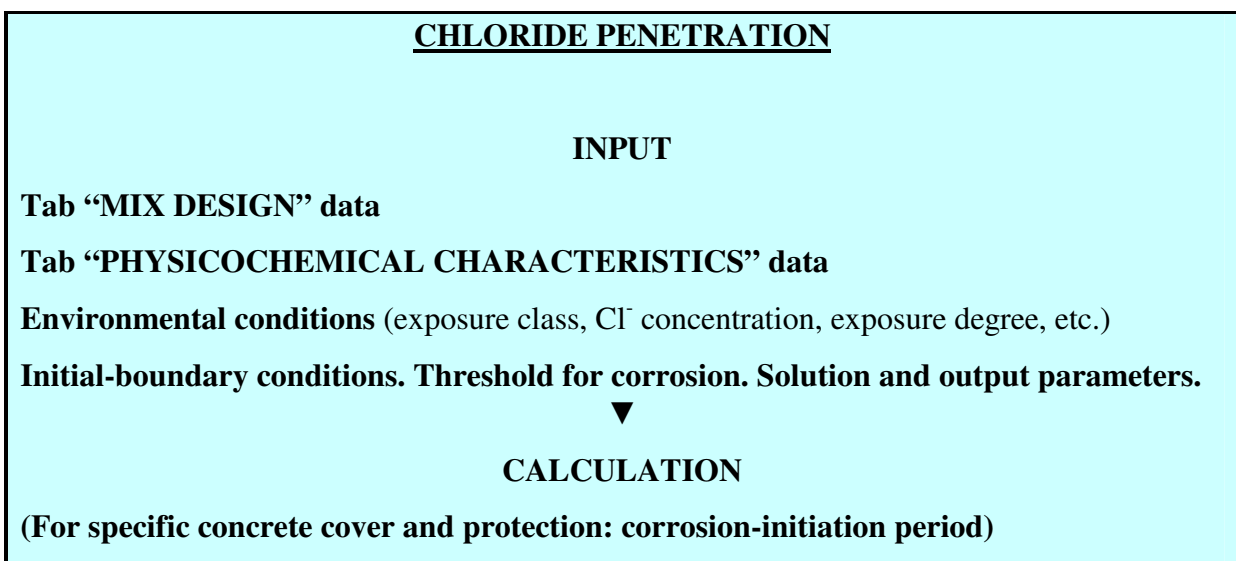 CHLORIDE PENETRATION
INPUT
Tab “MIX DESIGN” data
Tab “PHYSICOCHEMICAL CHARACTERISTICS” data
Environmental conditions (exposure class, Cl⁻ concentration, exposure degree, etc.)
Initial-boundary conditions. Threshold for corrosion. Solution and output parameters.
▼
CALCULATION
(For specific concrete cover and protection: corrosion-initiation period)